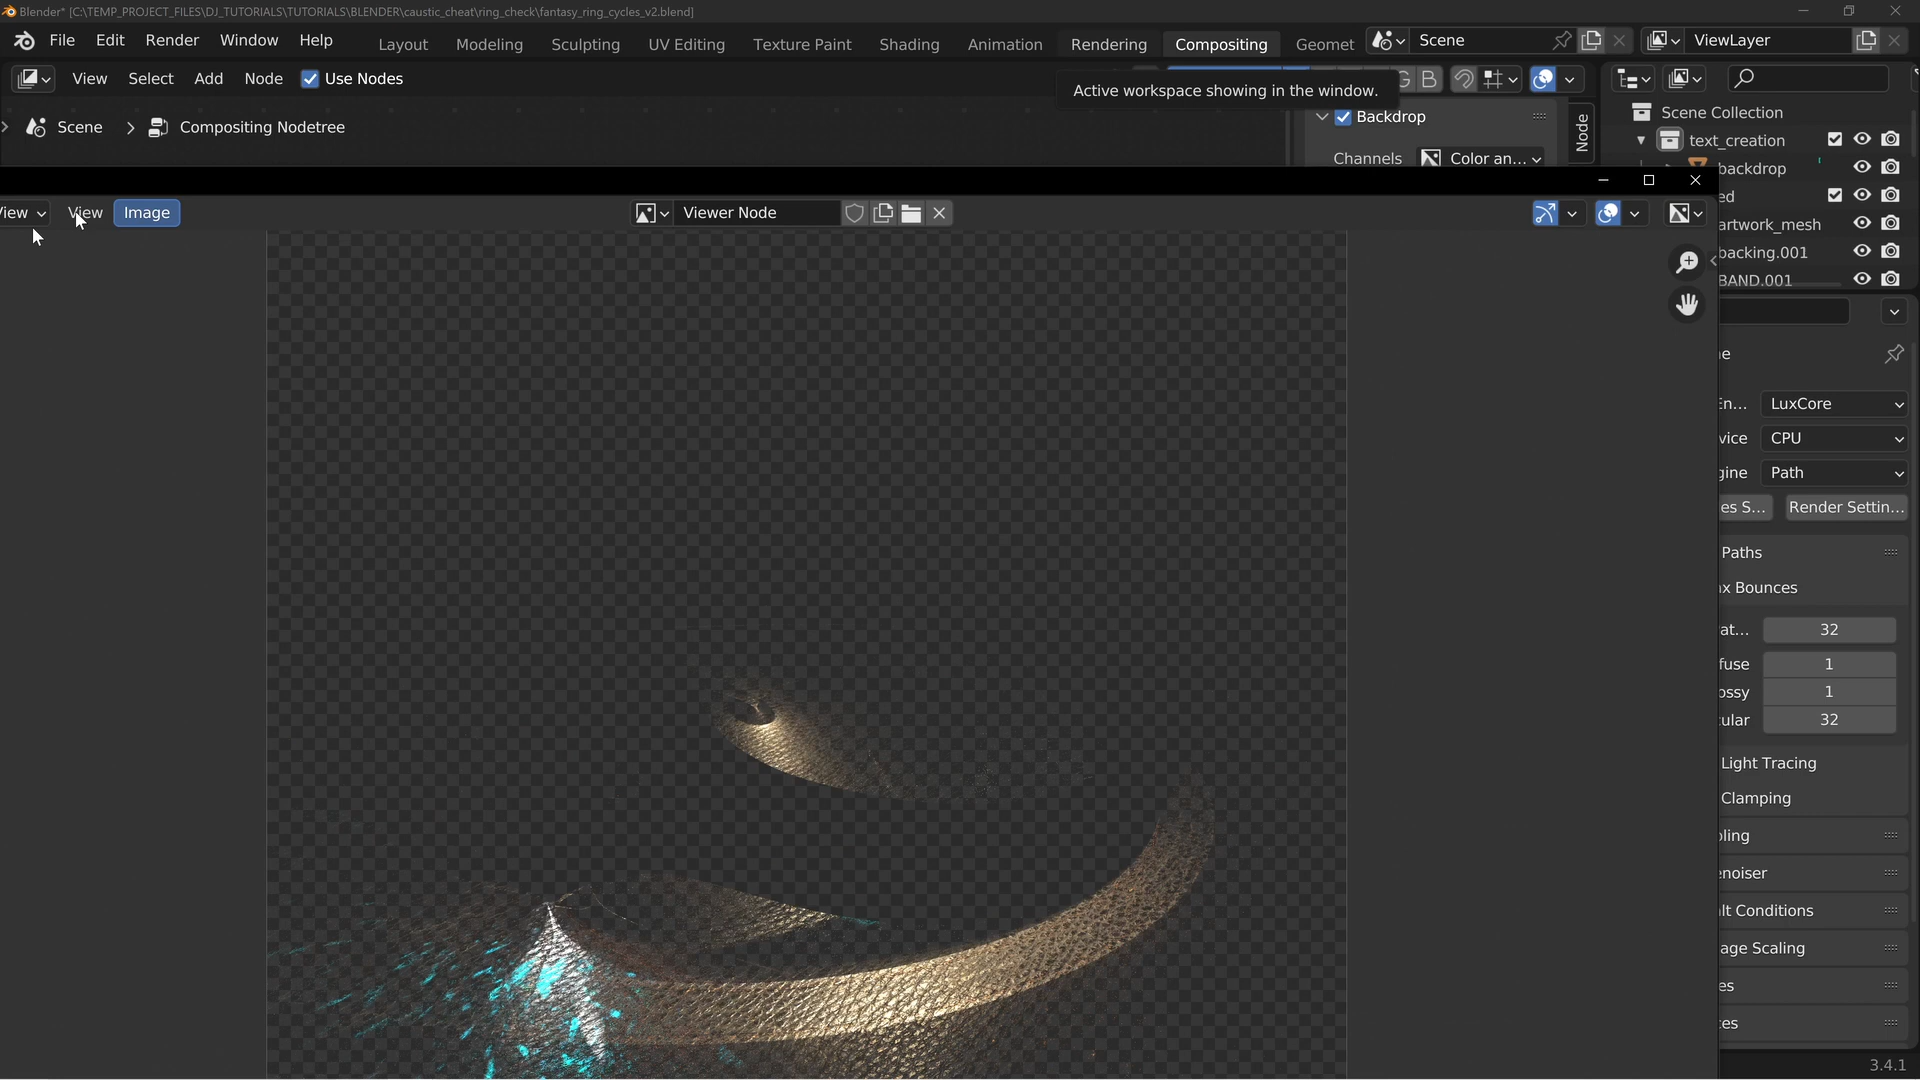 Blender* [C:\TEMP_PROJECT_FILES\DJ_TUTORIALS\TUTORIALS\BLENDER\caustic_cheat\ring_check\fantasy_ring_cycles_v2.blend]
File Edit Render Window Help Layout Modeling Sculpting UV Editing Texture Paint Shading Animation Rendering Compositing Geomet Scene ViewLayer
View Select Add Node Use Nodes G B
Active workspace showing in the window.
Scene Compositing Nodetree Backdrop Node
Scene Collection
text_creation
Channels Color an...
backdrop
ed
View View Image Viewer Node
artwork_mesh
backing.001
BAND.001
e
En... LuxCore
vice CPU
gine Path
es S... Render Settin...
Paths
x Bounces
at... 32
fuse 1
ossy 1
ular 32
Light Tracing
Clamping
ling
enoiser
lt Conditions
age Scaling
es
es
3.4.1